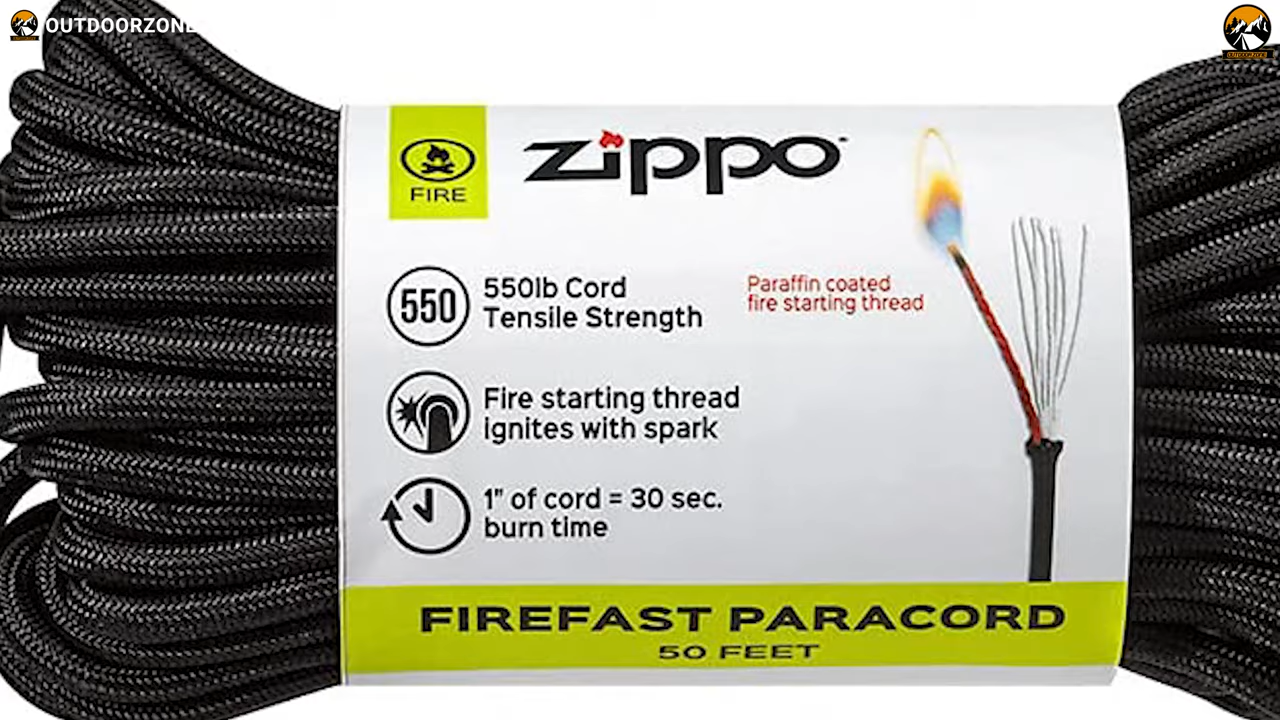 OUTDOORZONE
OUTDOORZONE
FIRE
zippo
550
550lb Cord
Tensile Strength
Paraffin coated
fire starting thread
Fire starting thread
ignites with spark
1" of cord = 30 sec.
burn time
FIREFAST PARACORD
50 FEET